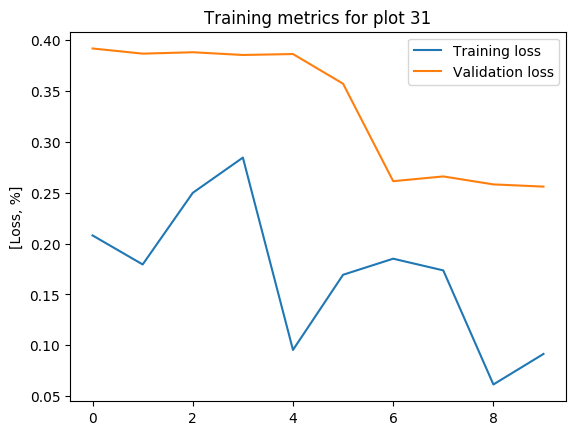 Training metrics for plot 31
Training loss
Validation loss
[Loss, %]
0.40
0.35
0.30
0.25
0.20
0.15
0.10
0.05
0 2 4 6 8